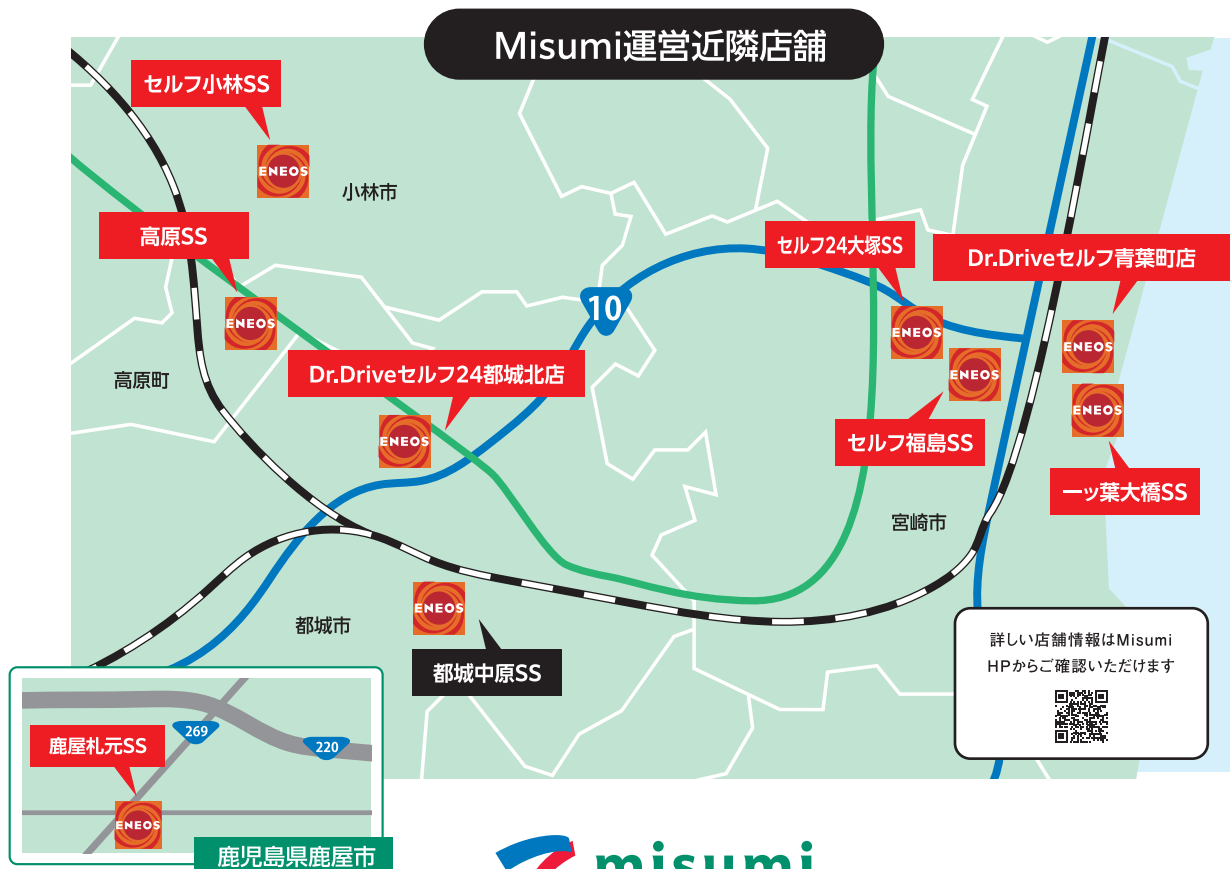 Misumi運営近隣店舗
セルフ小林SS
ENEOS
小林市
高原SS
ENEOS
高原町
10
Dr.Driveセルフ24都城北店
ENEOS
セルフ24大塚SS
ENEOS
Dr.Driveセルフ青葉町店
ENEOS
ENEOS
セルフ福島SS
ENEOS
一ッ葉大橋SS
宮崎市
都城市
ENEOS
都城中原SS
詳しい店舗情報はMisumi
HPからご確認いただけます
269
220
鹿屋札元SS
ENEOS
鹿児島県鹿屋市
misumi